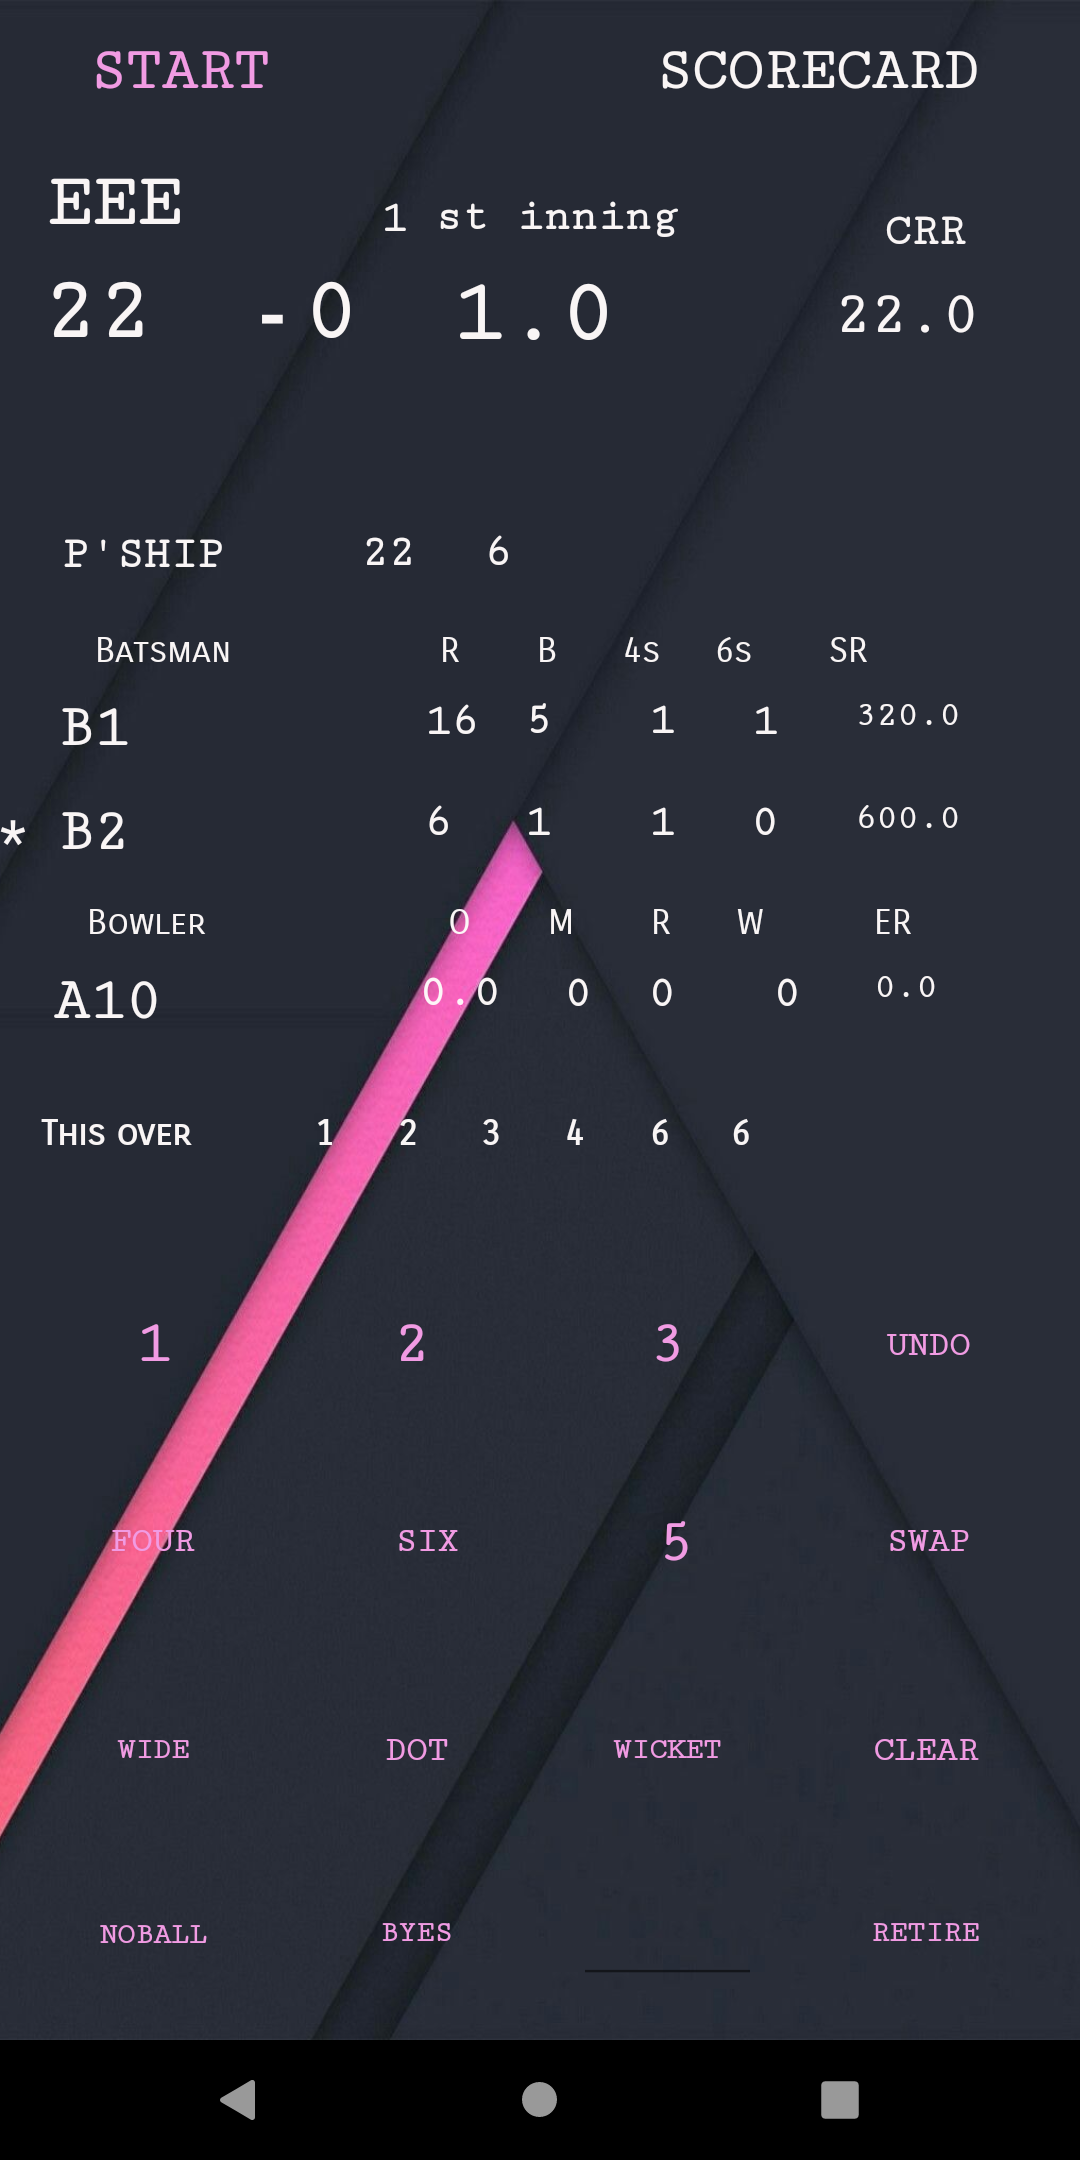 START SCORECARD
EEE 1 st inning CRR
22 -0 1.0 22.0
P'SHIP 22 6
BATSMAN R B 4S 6S SR
B1 16 5 1 1 320.0
* B2 6 1 1 0 600.0
BOWLER O M R W ER
A10 0.0 0 0 0 0.0
THIS OVER 1 2 3 4 6 6
1 2 3 UNDO
FOUR SIX 5 SWAP
WIDE DOT WICKET CLEAR
NOBALL BYES RETIRE